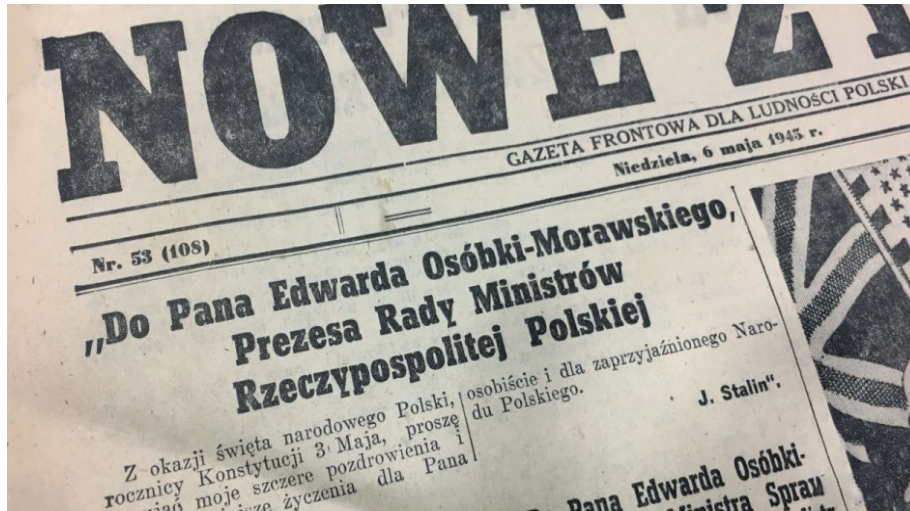 NOWE
GAZETA FRONTOWA DLA LUDNOŚCI POLSKI
Niedziela, 6 maja 1945 r.
Nr. 53 (108)
„Do Pana Edwarda Osóbki-Morawskiego,
Prezesa Rady Ministrów
Rzeczypospolitej Polskiej
Z okazji święta narodowego Polski,
rocznicy Konstytucji 3 Maja, proszę
moje szczere pozdrowienia i
życzenia dla Pana
osobiście i dla zaprzyjaźnionego Naro-
du Polskiego.
J. Stalin“.
Pana Edwarda Osóbki-
Ministra Spraw